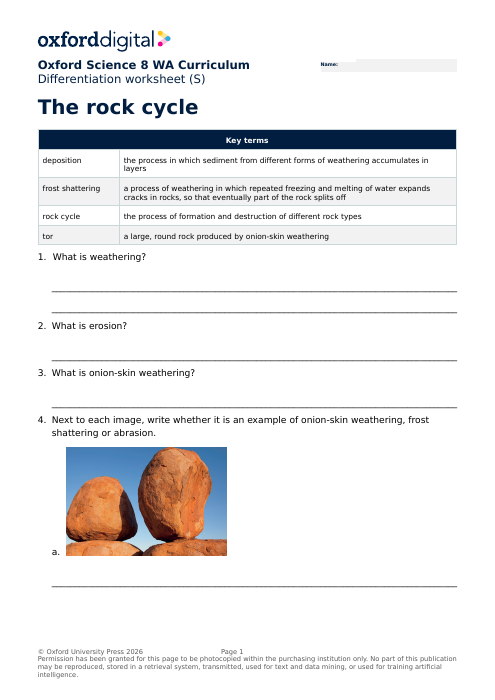 oxforddigital
Oxford Science 8 WA Curriculum
Name:
Differentiation worksheet (S)
The rock cycle
Key terms
deposition the process in which sediment from different forms of weathering accumulates in
layers
frost shattering a process of weathering in which repeated freezing and melting of water expands
cracks in rocks, so that eventually part of the rock splits off
rock cycle the process of formation and destruction of different rock types
tor a large, round rock produced by onion-skin weathering
1. What is weathering?
2. What is erosion?
3. What is onion-skin weathering?
4. Next to each image, write whether it is an example of onion-skin weathering, frost
shattering or abrasion.
a.
© Oxford University Press 2026 Page 1
Permission has been granted for this page to be photocopied within the purchasing institution only. No part of this publication
may be reproduced, stored in a retrieval system, transmitted, used for text and data mining, or used for training artificial
intelligence.